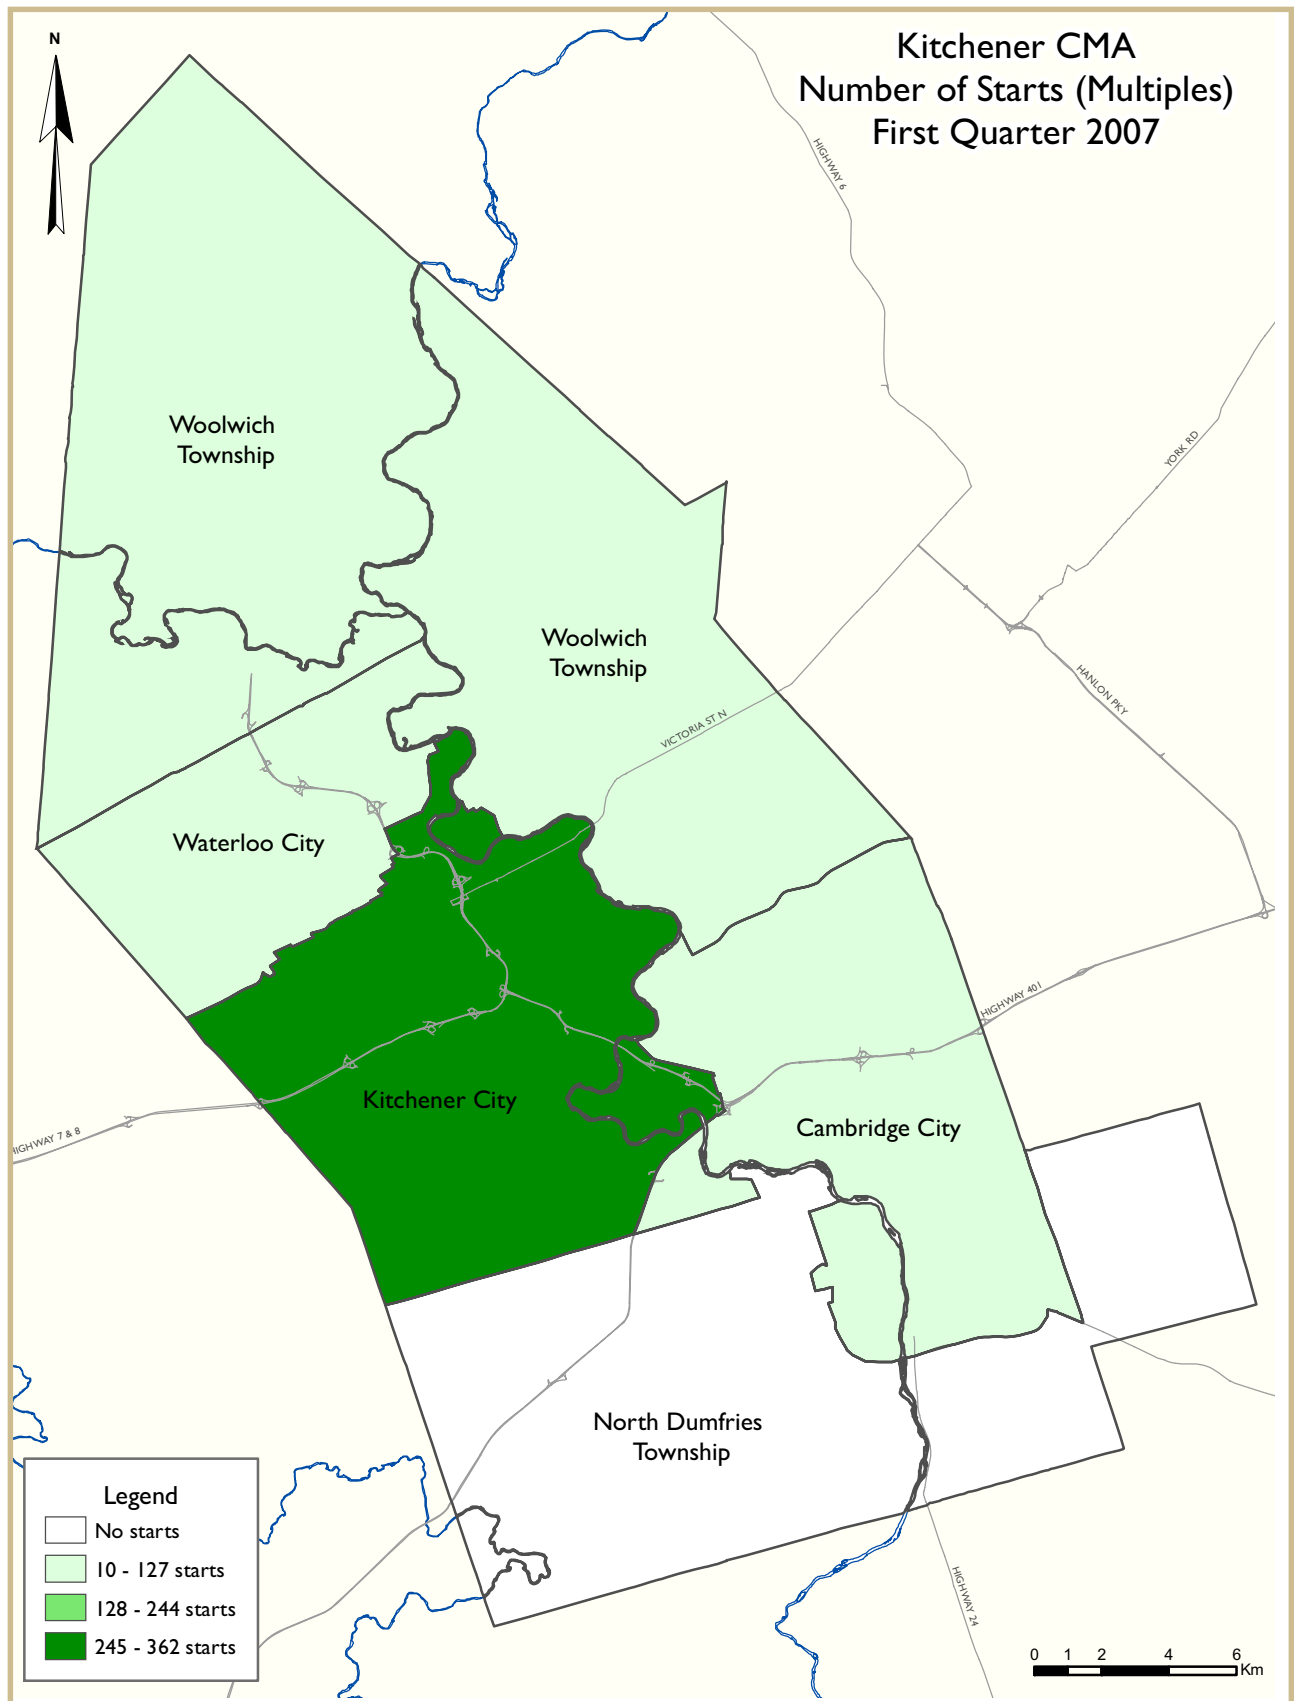 N
Kitchener CMA
Number of Starts (Multiples)
First Quarter 2007
HIGHWAY 6
YORK RD
Woolwich
Township
HANLON PKY
Woolwich
Township
VICTORIA ST N
Waterloo City
HIGHWAY 401
Kitchener City
Cambridge City
HIGHWAY 7 & 8
North Dumfries
Township
HIGHWAY 24
Legend
No starts
10 - 127 starts
128 - 244 starts
245 - 362 starts
0 1 2 4 6
Km